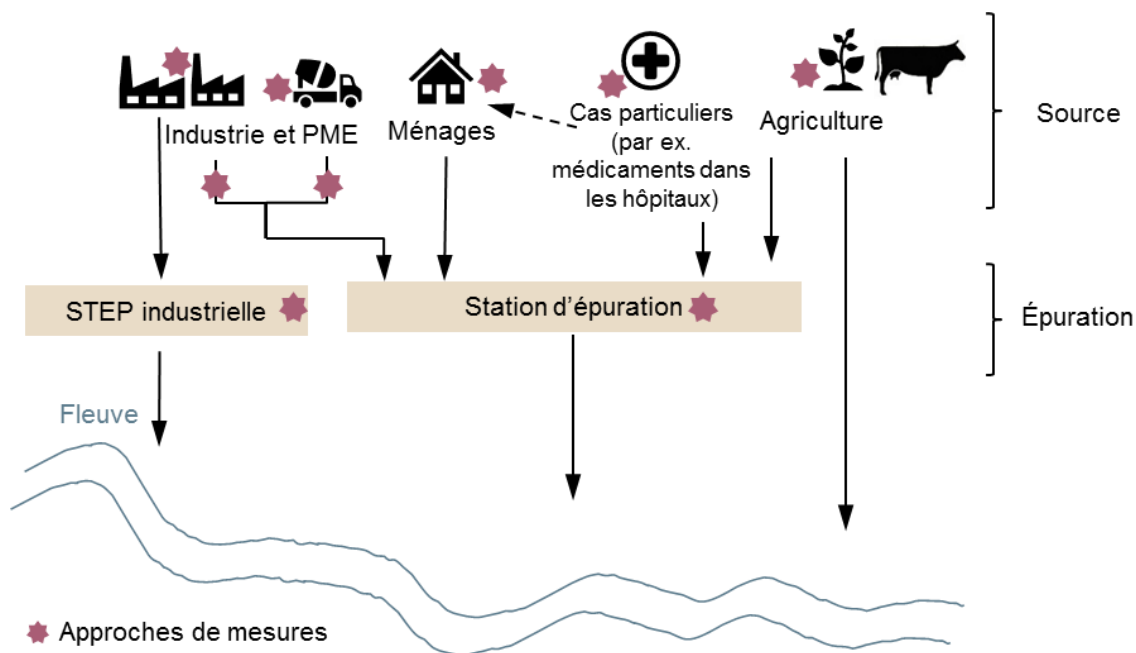 Industrie et PME
Ménages
Cas particuliers
(par ex.
médicaments dans
les hôpitaux)
Agriculture
Source
STEP industrielle
Station d'épuration
Épuration
Fleuve
Approches de mesures